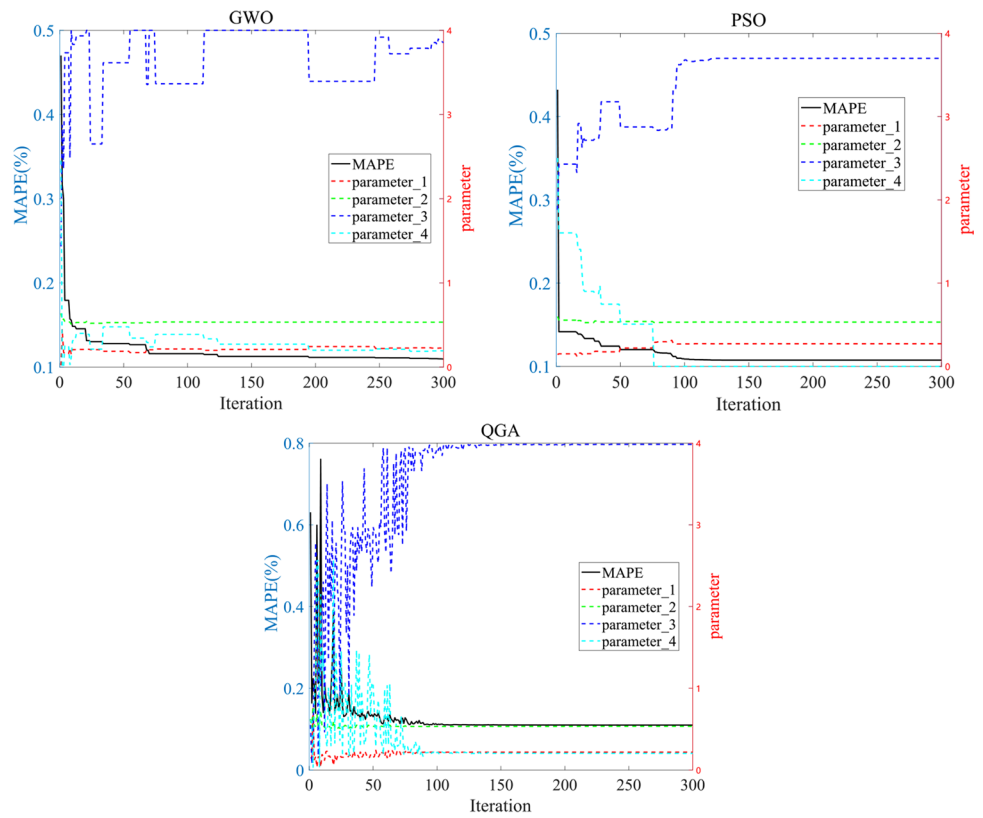 GWO
0.5
0.4
0.3
0.2
0.1
MAPE(%)
4
3
2
1
0
parameter
MAPE
parameter_1
parameter_2
parameter_3
parameter_4
0 50 100 150 200 250 300
Iteration
PSO
0.5
0.4
0.3
0.2
0.1
MAPE(%)
4
3
2
1
0
parameter
MAPE
parameter_1
parameter_2
parameter_3
parameter_4
0 50 100 150 200 250 300
Iteration
QGA
0.8
0.6
0.4
0.2
0
MAPE(%)
4
3
2
1
0
parameter
MAPE
parameter_1
parameter_2
parameter_3
parameter_4
0 50 100 150 200 250 300
Iteration